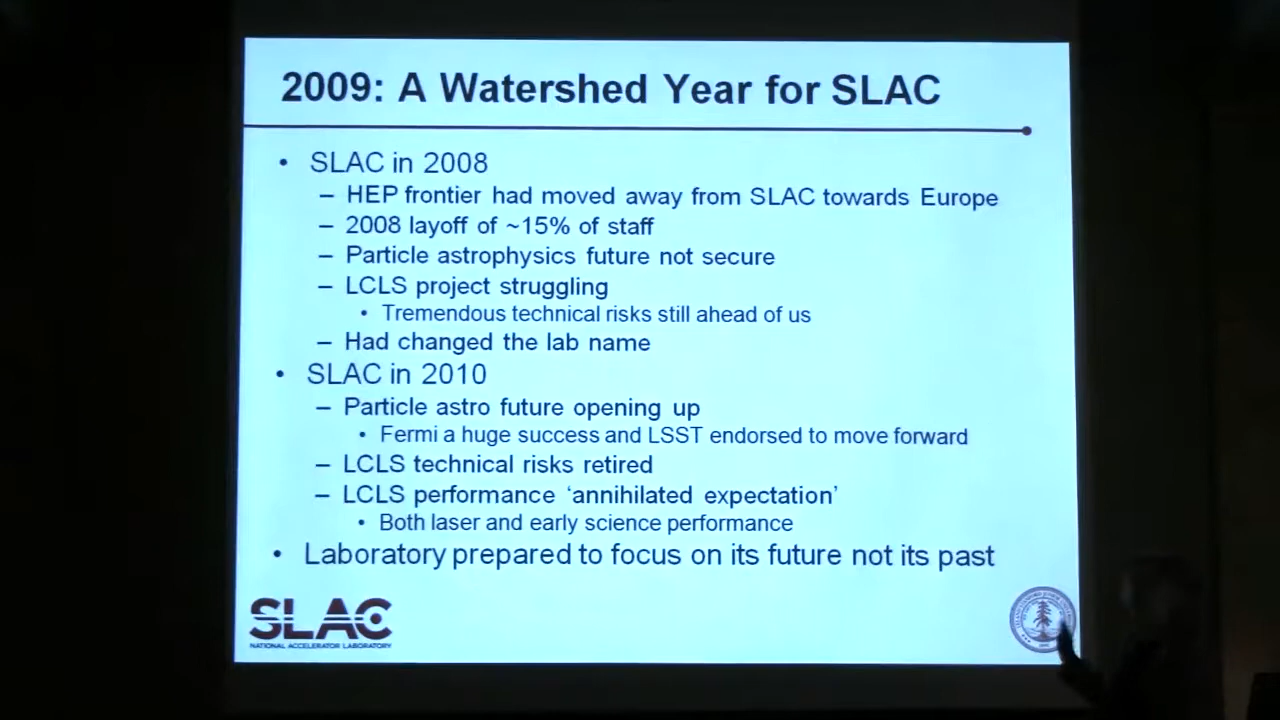 2009: A Watershed Year for SLAC
• SLAC in 2008
– HEP frontier had moved away from SLAC towards Europe
– 2008 layoff of ~15% of staff
– Particle astrophysics future not secure
– LCLS project struggling
• Tremendous technical risks still ahead of us
– Had changed the lab name
• SLAC in 2010
– Particle astro future opening up
• Fermi a huge success and LSST endorsed to move forward
– LCLS technical risks retired
– LCLS performance ‘annihilated expectation’
• Both laser and early science performance
• Laboratory prepared to focus on its future not its past
SLAC
NATIONAL ACCELERATOR LABORATORY